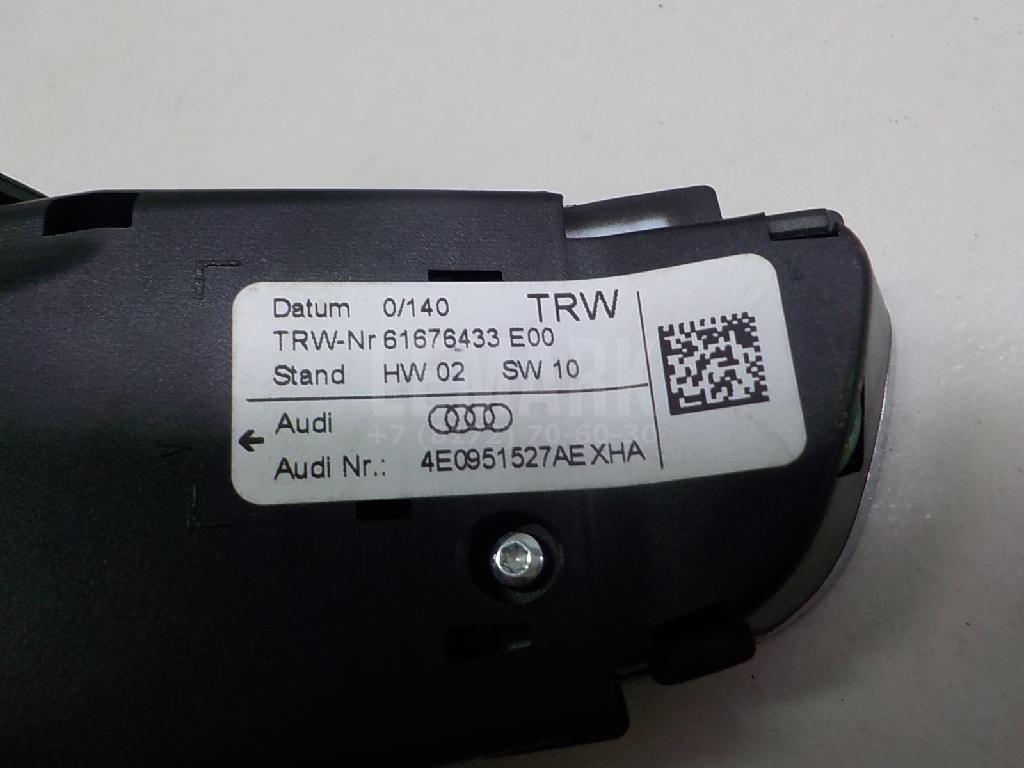 Datum 0/140 TRW
TRW-Nr 61676433 E00
Stand HW 02 SW 10
Audi
Audi Nr.: 4E0951527AE XHA